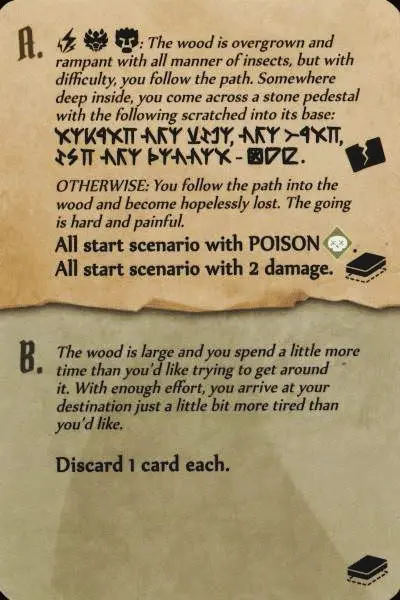 A. : The wood is overgrown and
rampant with all manner of insects, but with
difficulty, you follow the path. Somewhere
deep inside, you come across a stone pedestal
with the following scratched into its base:
OTHERWISE: You follow the path into the
wood and become hopelessly lost. The going
is hard and painful.
All start scenario with POISON .
All start scenario with 2 damage.
B. The wood is large and you spend a little more
time than you'd like trying to get around
it. With enough effort, you arrive at your
destination just a little bit more tired than
you'd like.
Discard 1 card each.